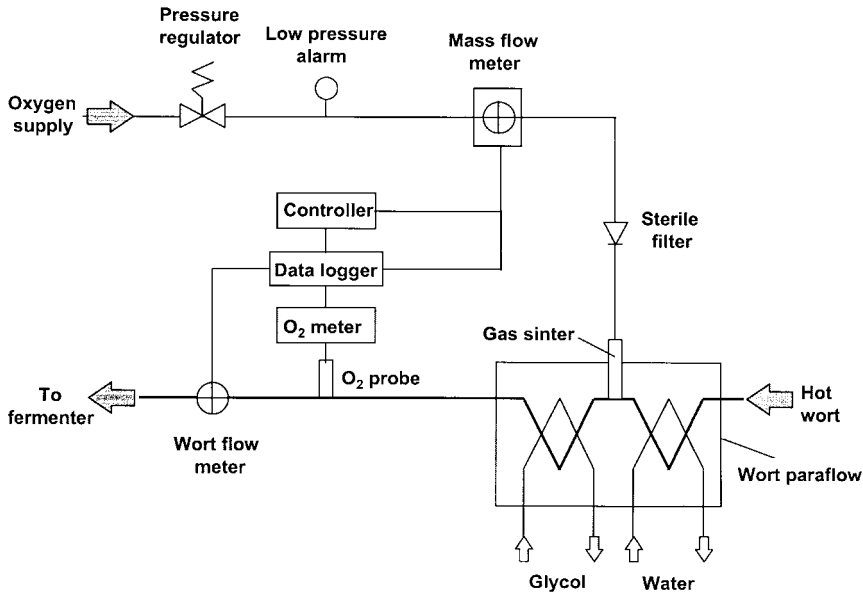 Pressure
regulator
Low pressure
alarm
Mass flow
meter
Oxygen
supply
Controller
Sterile
filter
Data logger
O₂ meter
Gas sinter
O₂ probe
To
fermenter
Hot
wort
Wort flow
meter
Wort paraflow
Glycol
Water